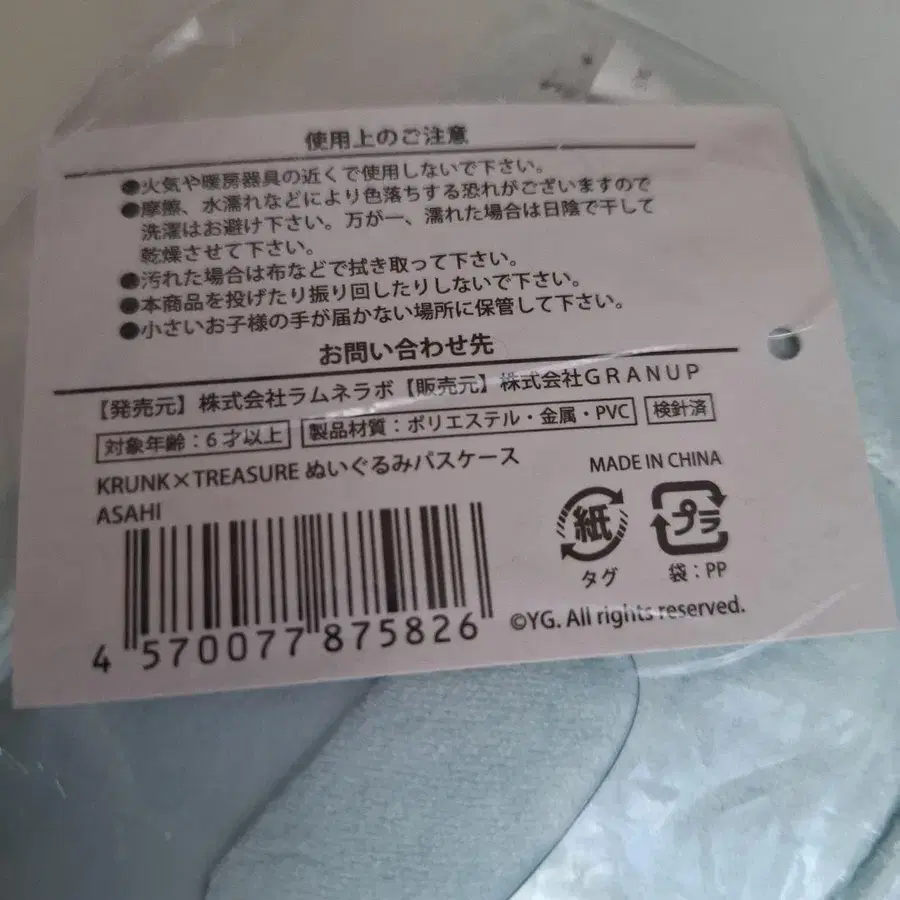 使用上のご注意
●火気や暖房器具の近くで使用しないで下さい。
●摩擦、水濡れなどにより色落ちする恐れがございますので
洗濯はお避け下さい。万が一、濡れた場合は日陰で干して
乾燥させて下さい。
●汚れた場合は布などで拭き取って下さい。
●本商品を投げたり振り回したりしないで下さい。
●小さいお子様の手が届かない場所に保管して下さい。
お問い合わせ先
【発売元】株式会社ラムネラボ【販売元】株式会社GRANUP
対象年齢：6才以上 製品材質：ポリエステル・金属・PVC 検針済
KRUNK×TREASURE ぬいぐるみパスケース
MADE IN CHINA
ASAHI
紙 プラ
タグ 袋：PP
4 570077 875826
©YG. All rights reserved.